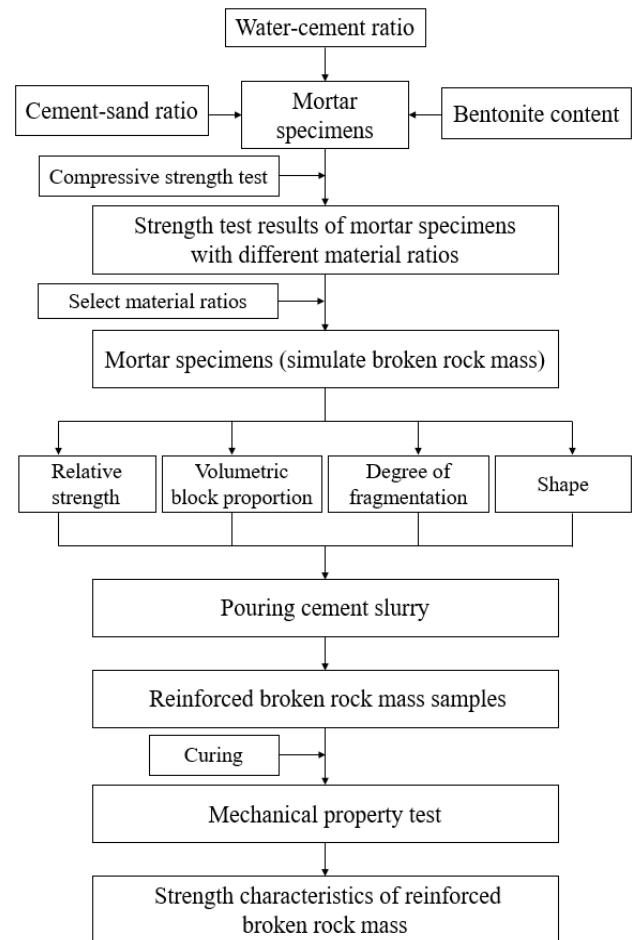 Water-cement ratio
Cement-sand ratio
Mortar
specimens
Bentonite content
Compressive strength test
Strength test results of mortar specimens
with different material ratios
Select material ratios
Mortar specimens (simulate broken rock mass)
Relative
strength
Volumetric
block proportion
Degree of
fragmentation
Shape
Pouring cement slurry
Reinforced broken rock mass samples
Curing
Mechanical property test
Strength characteristics of reinforced
broken rock mass